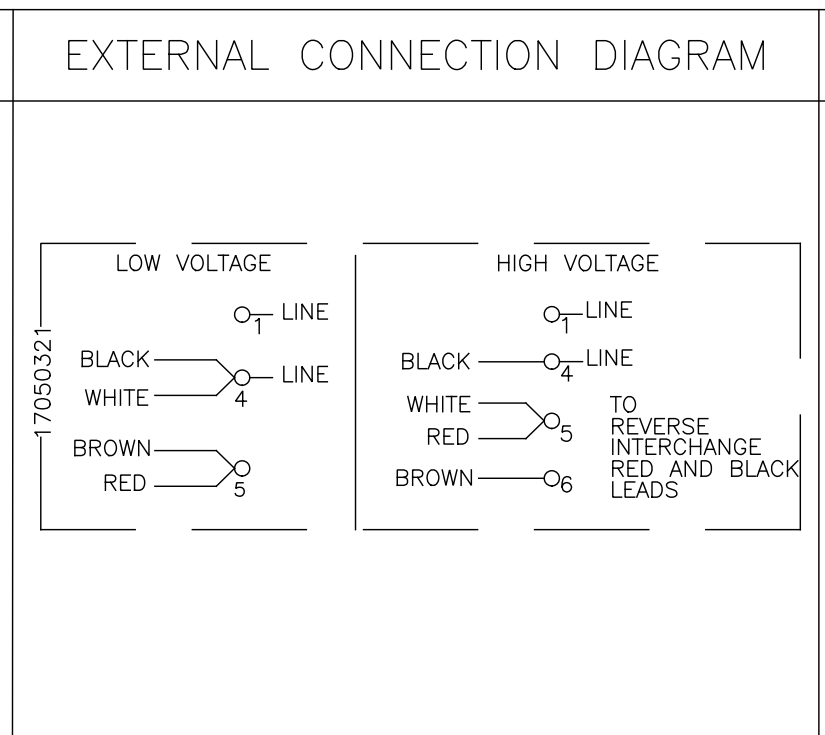 EXTERNAL CONNECTION DIAGRAM
17050321
LOW VOLTAGE
1 LINE
BLACK
WHITE
4 LINE
BROWN
RED
5
HIGH VOLTAGE
1 LINE
BLACK 4 LINE
WHITE
RED
5
BROWN 6
TO
REVERSE
INTERCHANGE
RED AND BLACK
LEADS